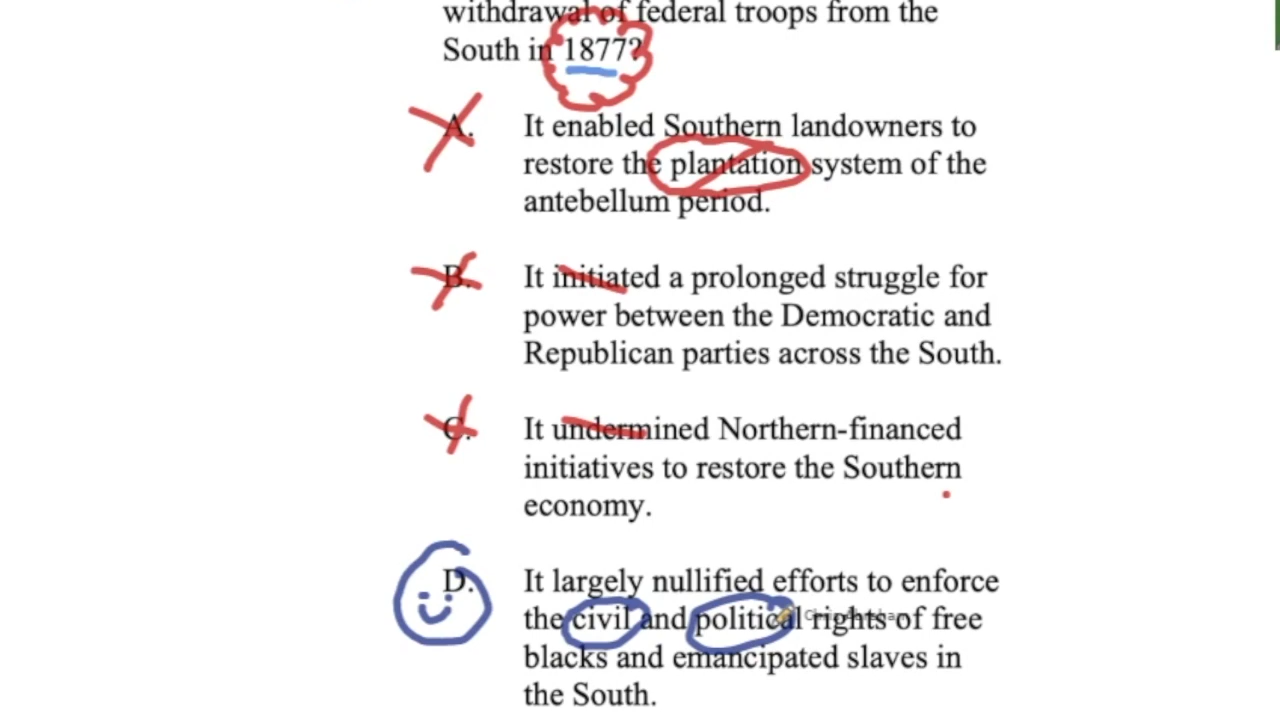 withdrawal of federal troops from the
South in 1877?
A. It enabled Southern landowners to
restore the plantation system of the
antebellum period.
B. It initiated a prolonged struggle for
power between the Democratic and
Republican parties across the South.
C. It undermined Northern-financed
initiatives to restore the Southern
economy.
D. It largely nullified efforts to enforce
the civil and political rights of free
blacks and emancipated slaves in
the South.